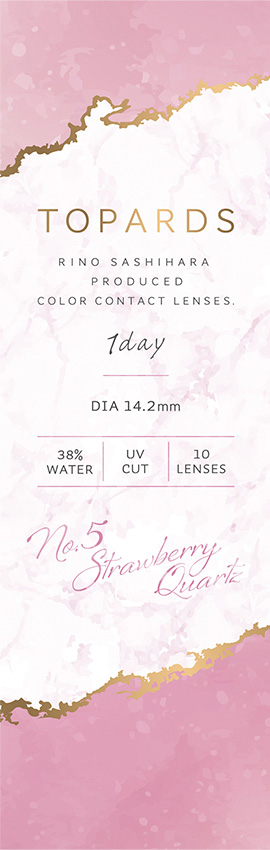 TOPARDS
RINO SASHIHARA
PRODUCED
COLOR CONTACT LENSES.
1day
DIA 14.2mm
38% WATER
UV CUT
10 LENSES
No.5
Strawberry
Quartz